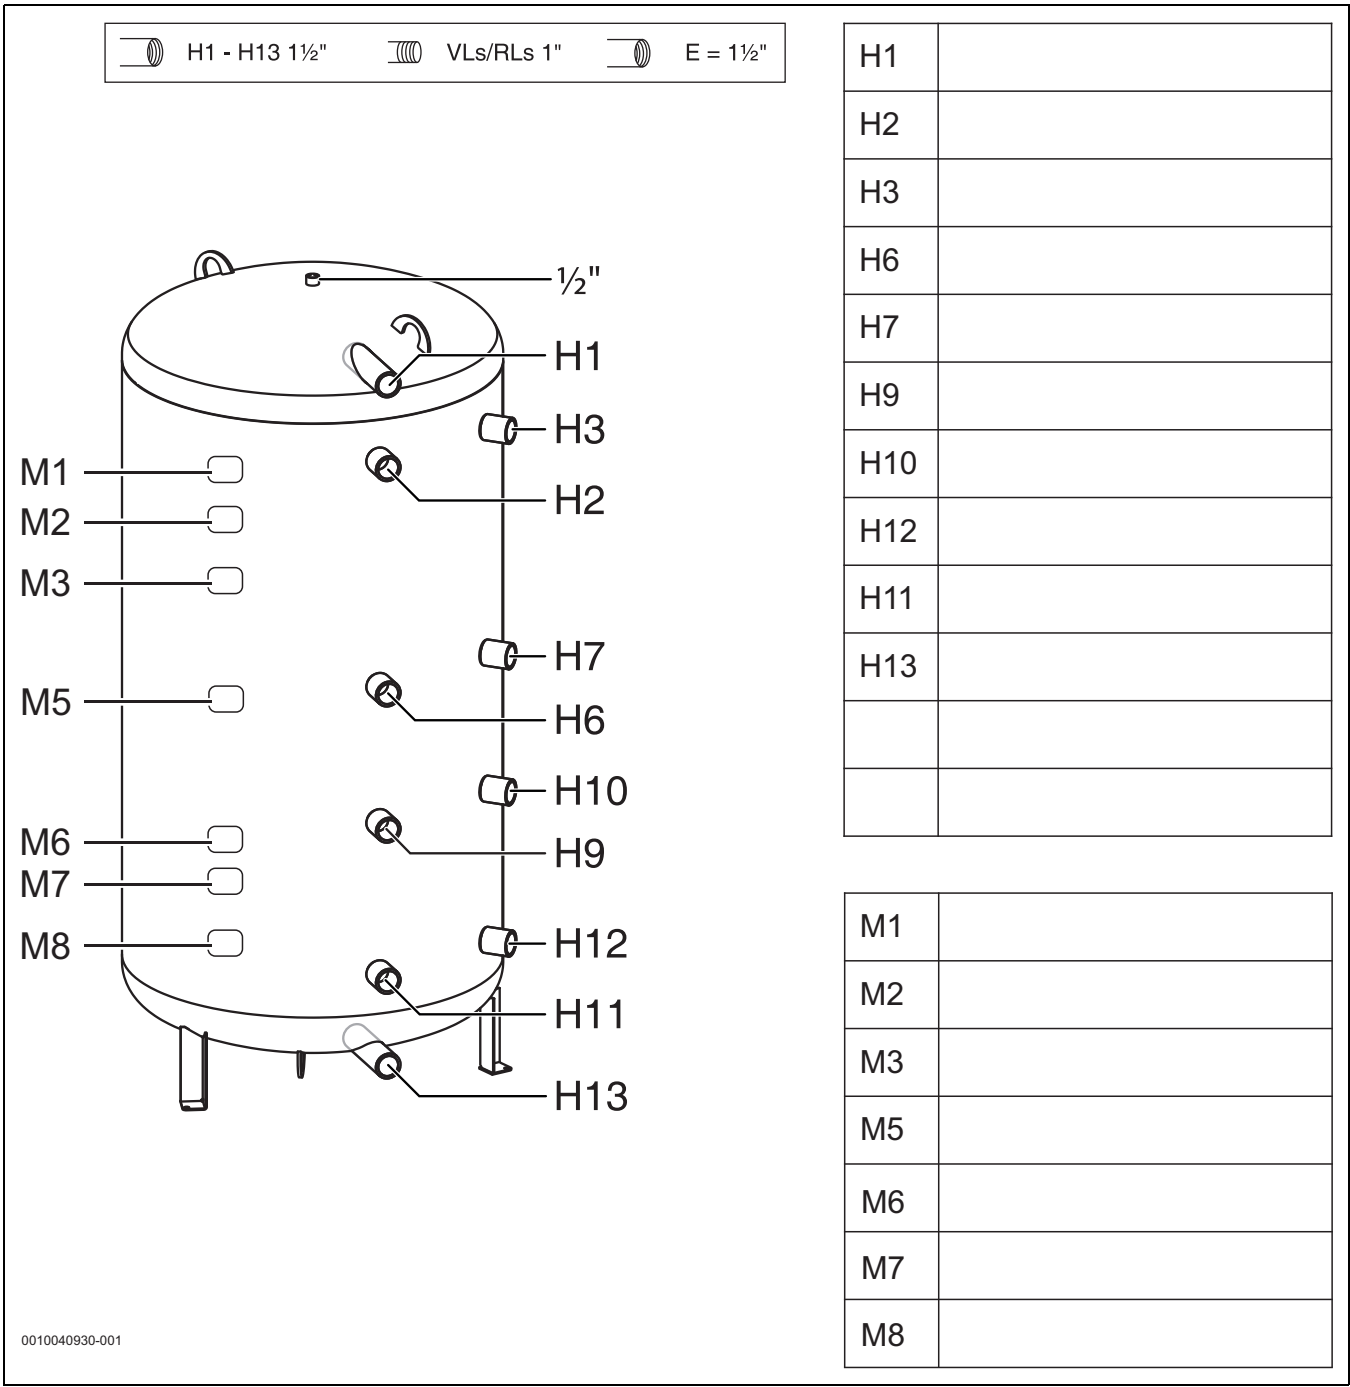 H1 - H13 1½" VLs/RLs 1" E = 1½"
½"
H1
H3
H2
H7
H6
H10
H9
H12
H11
H13
M1
M2
M3
M5
M6
M7
M8
0010040930-001
H1
H2
H3
H6
H7
H9
H10
H12
H11
H13
M1
M2
M3
M5
M6
M7
M8